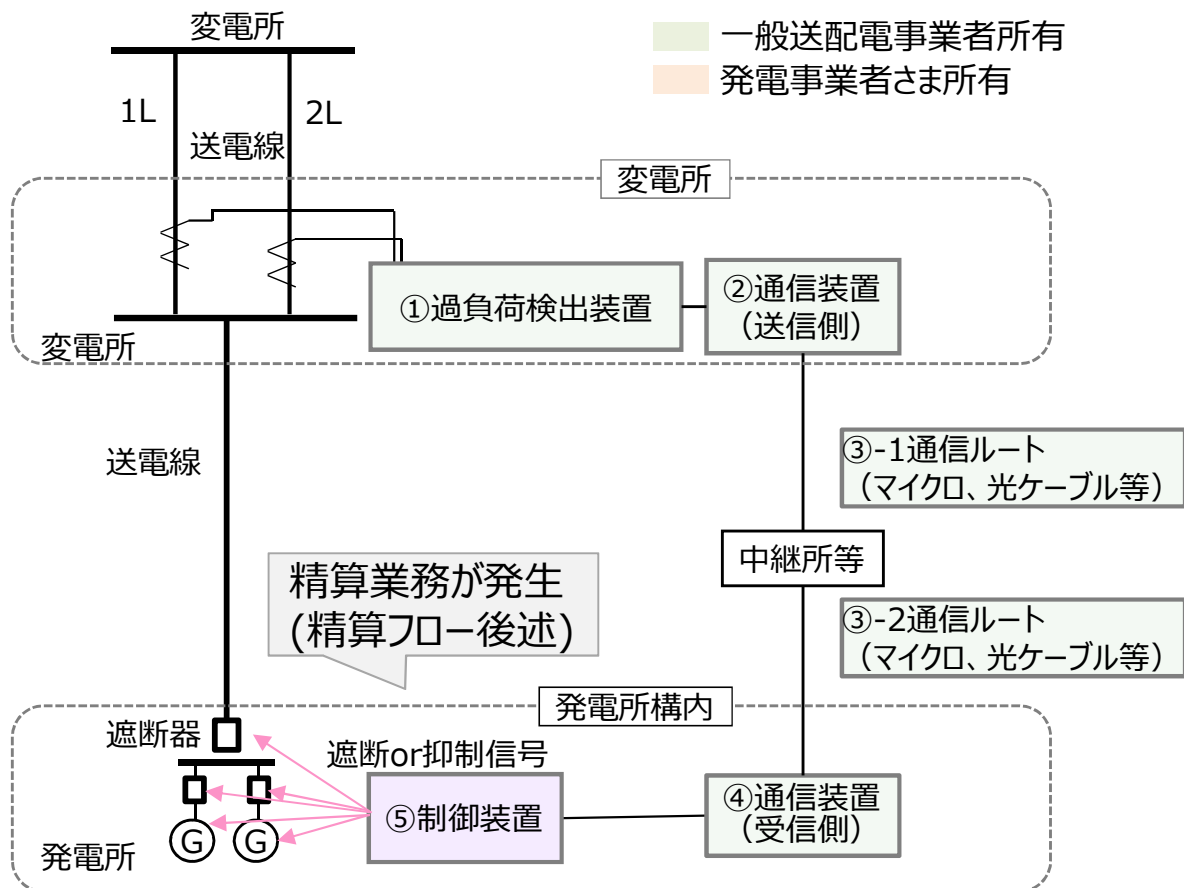 変電所
一般送配電事業者所有
発電事業者さま所有
1L
2L
送電線
変電所
①過負荷検出装置
②通信装置
（送信側）
変電所
送電線
③-1通信ルート
（マイクロ、光ケーブル等）
中継所等
精算業務が発生
(精算フロー後述)
③-2通信ルート
（マイクロ、光ケーブル等）
発電所構内
遮断器
遮断or抑制信号
⑤制御装置
④通信装置
（受信側）
G
G
発電所